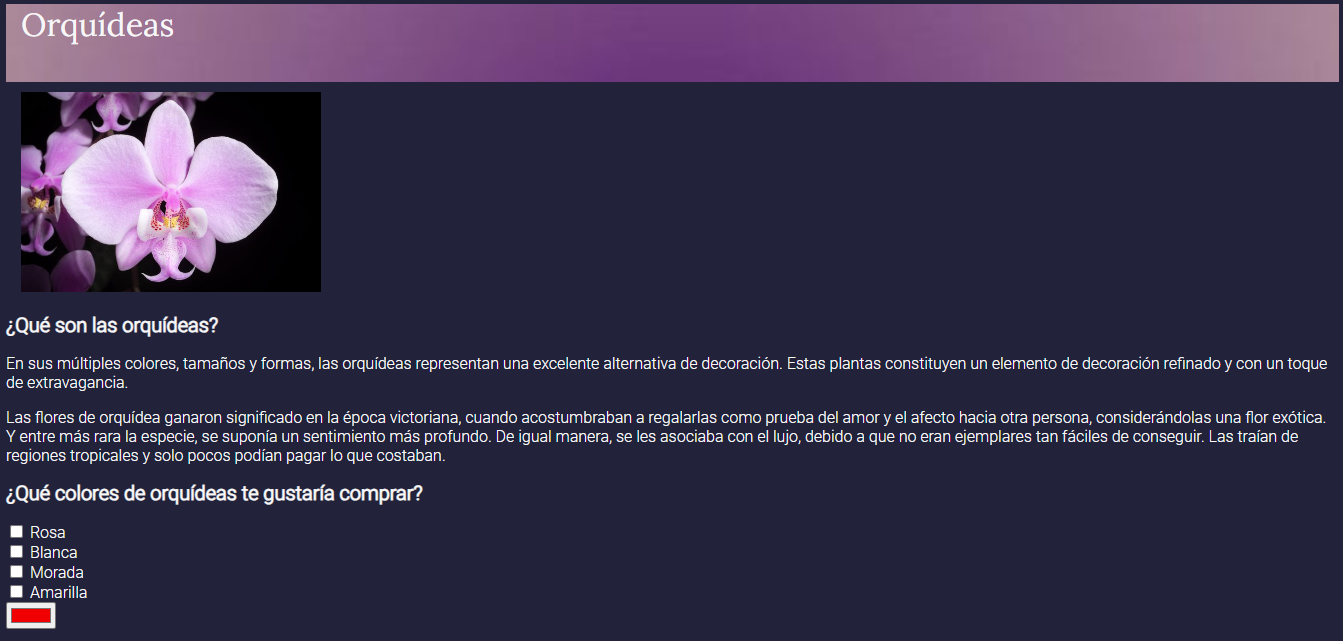 Orquídeas
¿Qué son las orquídeas?
En sus múltiples colores, tamaños y formas, las orquídeas representan una excelente alternativa de decoración. Estas plantas constituyen un elemento de decoración refinado y con un toque
de extravagancia.
Las flores de orquídea ganaron significado en la época victoriana, cuando acostumbraban a regalarlas como prueba del amor y el afecto hacia otra persona, considerándolas una flor exótica.
Y entre más rara la especie, se suponía un sentimiento más profundo. De igual manera, se les asociaba con el lujo, debido a que no eran ejemplares tan fáciles de conseguir. Las traían de
regiones tropicales y solo pocos podían pagar lo que costaban.
¿Qué colores de orquídeas te gustaría comprar?
Rosa
Blanca
Morada
Amarilla